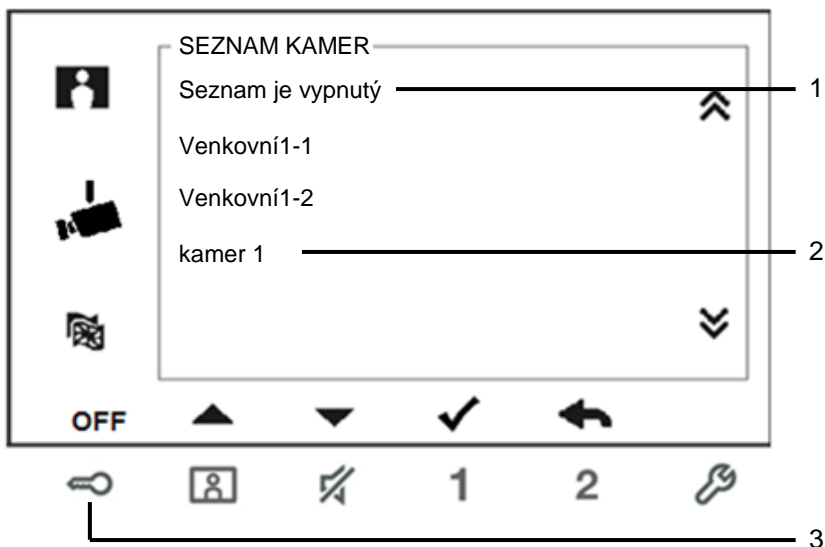 SEZNAM KAMER
Seznam je vypnutý
1
Venkovní1-1
Venkovní1-2
kamer 1
2
OFF
1 2
3